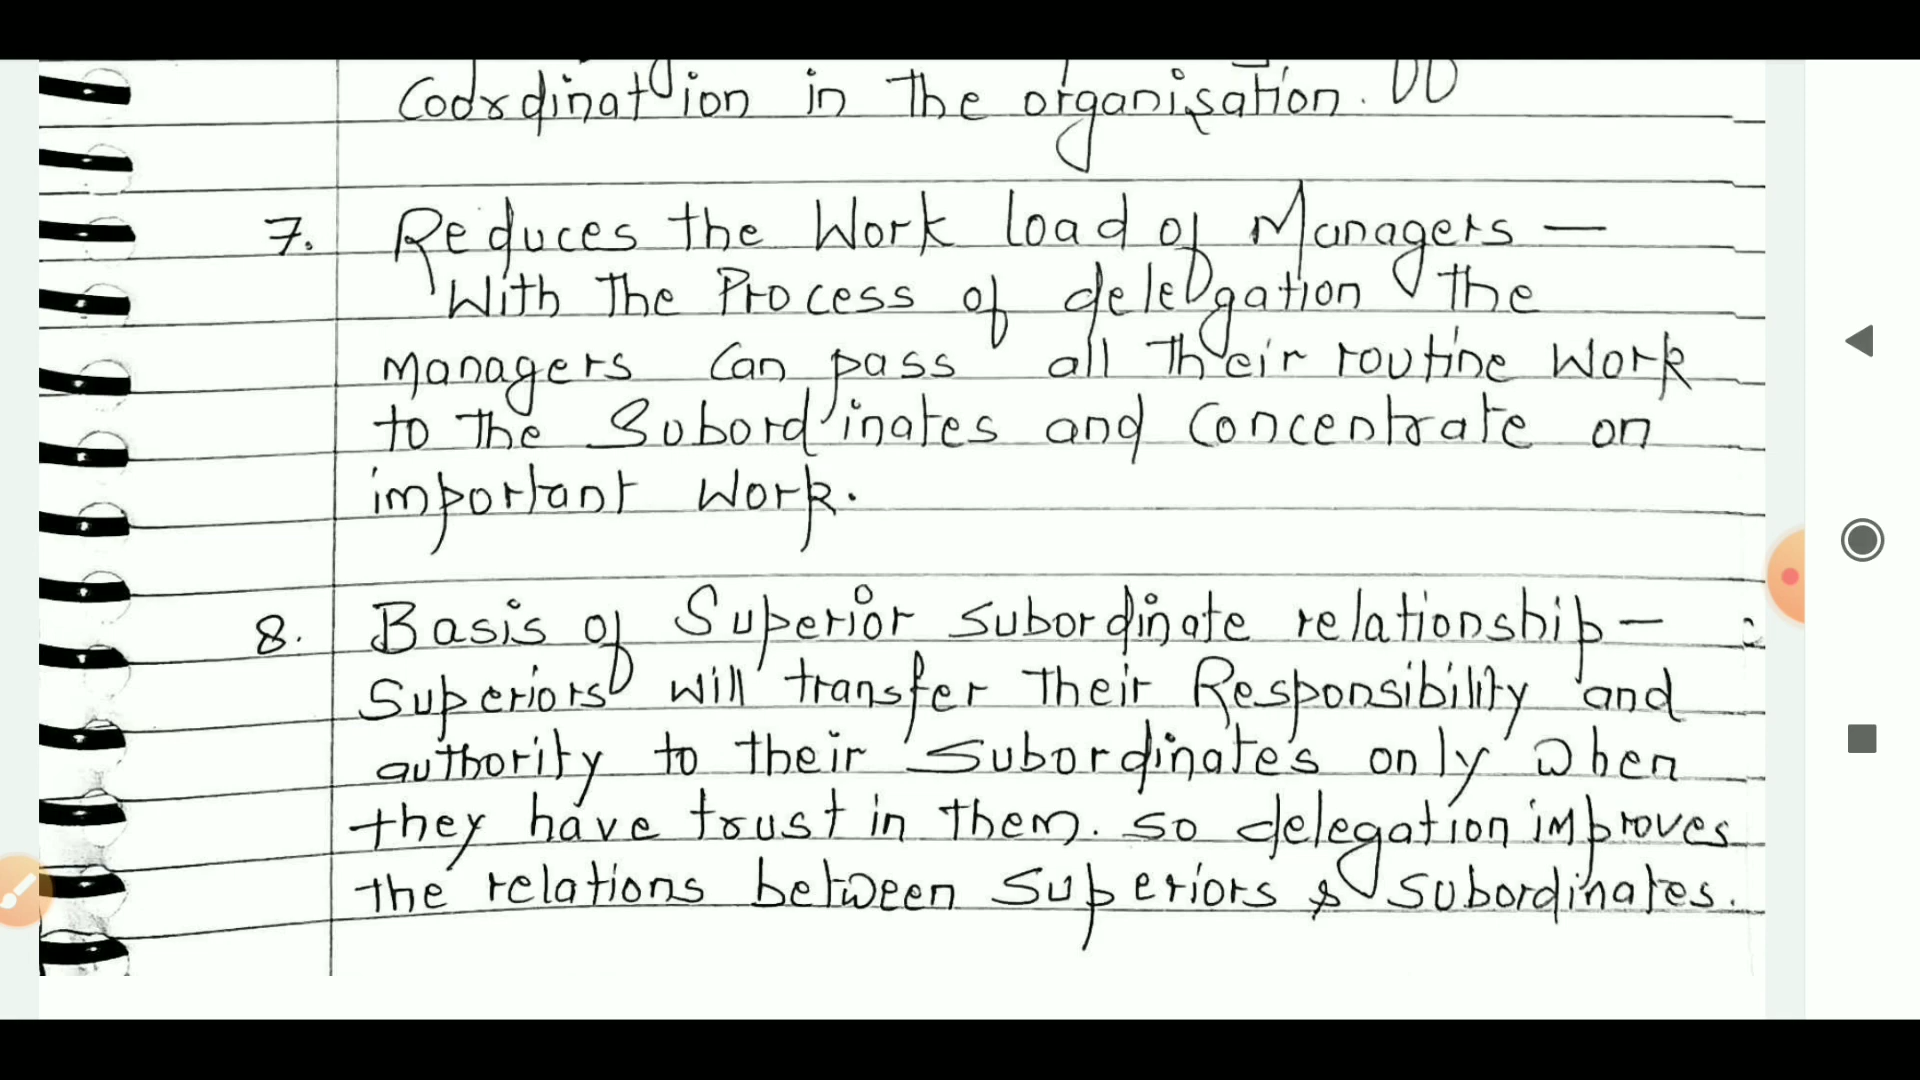 Coordination in the organisation.
7. Reduces the Work load of Managers —
With the Process of delegation the
managers can pass all their routine work
to the Subordinates and concentrate on
important work.
8. Basis of Superior subordinate relationship —
Superiors will transfer their Responsibility and
authority to their subordinates only when
they have trust in them. so delegation improves
the relations between superiors & subordinates.